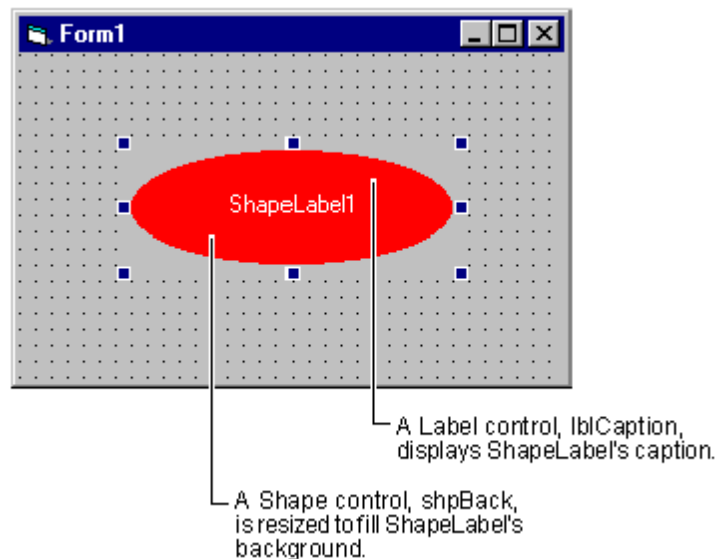 Form1
ShapeLabel1
A Label control, lblCaption,
displays ShapeLabel's caption.
A Shape control, shpBack,
is resized to fill ShapeLabel's
background.